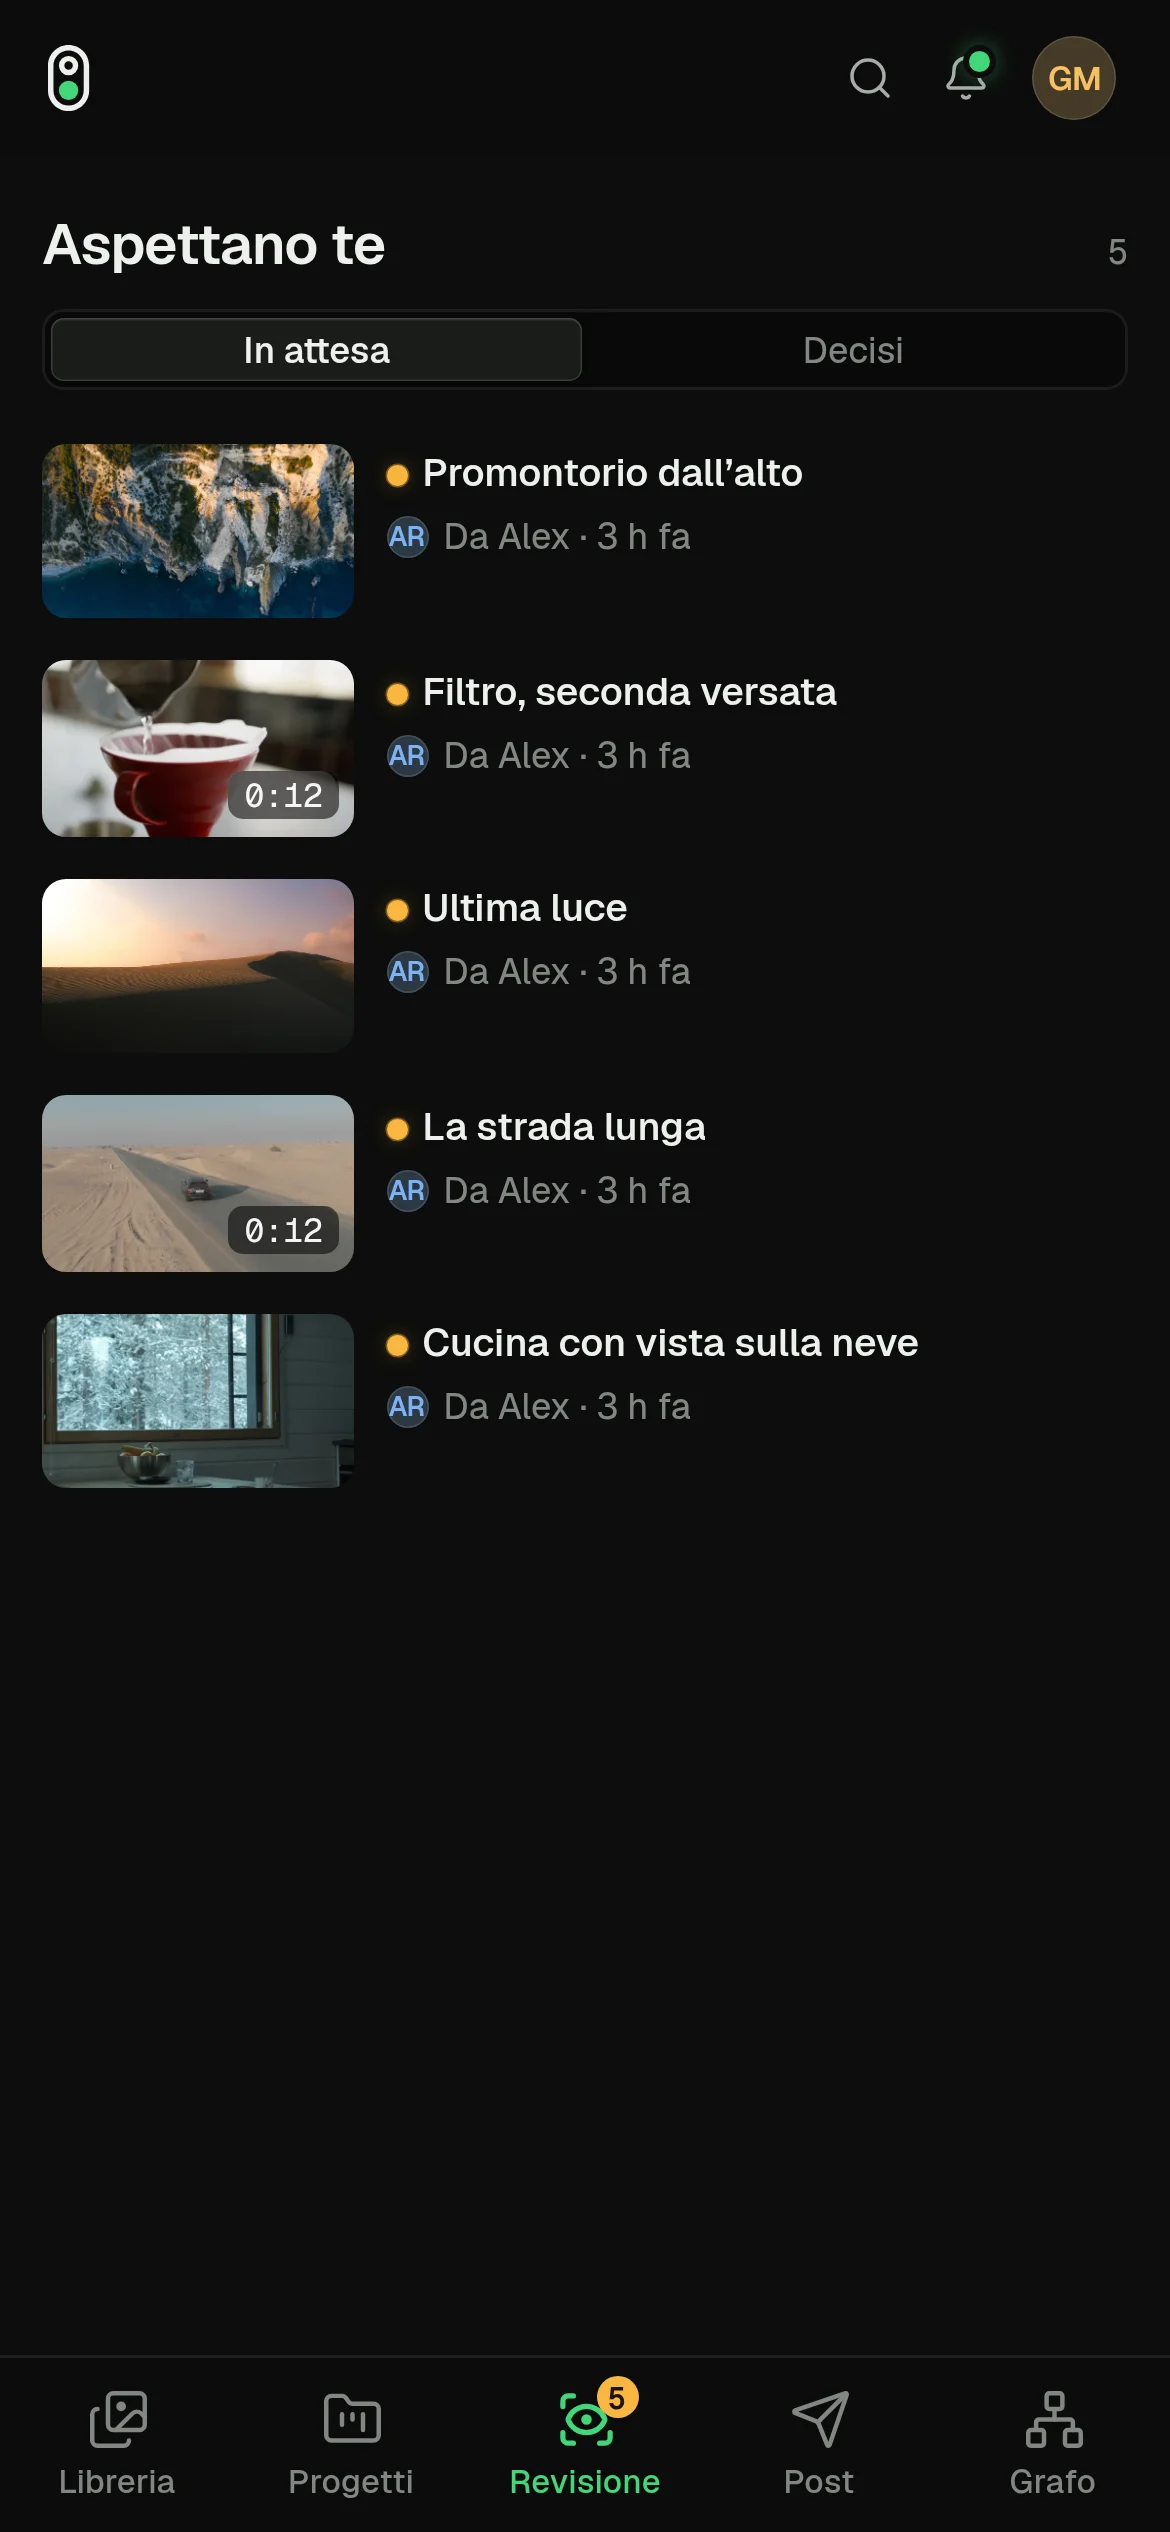 GM
Aspettano te
5
In attesa
Decisi
Promontorio dall’alto
AR Da Alex · 3 h fa
Filtro, seconda versata
AR Da Alex · 3 h fa
0:12
Ultima luce
AR Da Alex · 3 h fa
La strada lunga
AR Da Alex · 3 h fa
0:12
Cucina con vista sulla neve
AR Da Alex · 3 h fa
5
Libreria
Progetti
Revisione
Post
Grafo